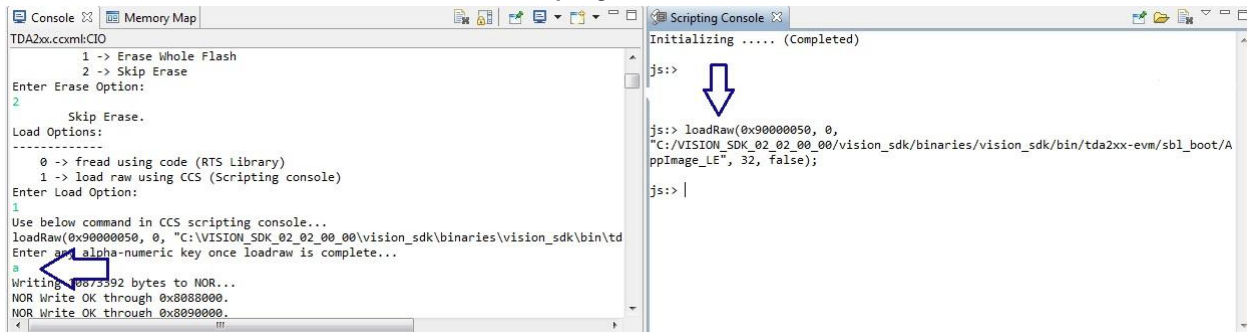 Console
Memory Map
TDA2xx.ccxml:CIO
1 -> Erase Whole Flash
2 -> Skip Erase
Enter Erase Option:
2
Skip Erase.
Load Options:
-------------
0 -> fread using code (RTS Library)
1 -> load raw using CCS (Scripting console)
Enter Load Option:
1
Use below command in CCS scripting console...
loadRaw(0x90000050, 0, "C:\VISION_SDK_02_02_00_00\vision_sdk\binaries\vision_sdk\bin\td
Enter any alpha-numeric key once loadraw is complete...
a
Writing 10873392 bytes to NOR...
NOR Write OK through 0x8088000.
NOR Write OK through 0x8090000.
Scripting Console
Initializing ..... (Completed)
js:>
js:> loadRaw(0x90000050, 0,
"C:/VISION_SDK_02_02_00_00/vision_sdk/binaries/vision_sdk/bin/tda2xx-evm/sbl_boot/A
ppImage_LE", 32, false);
js:>